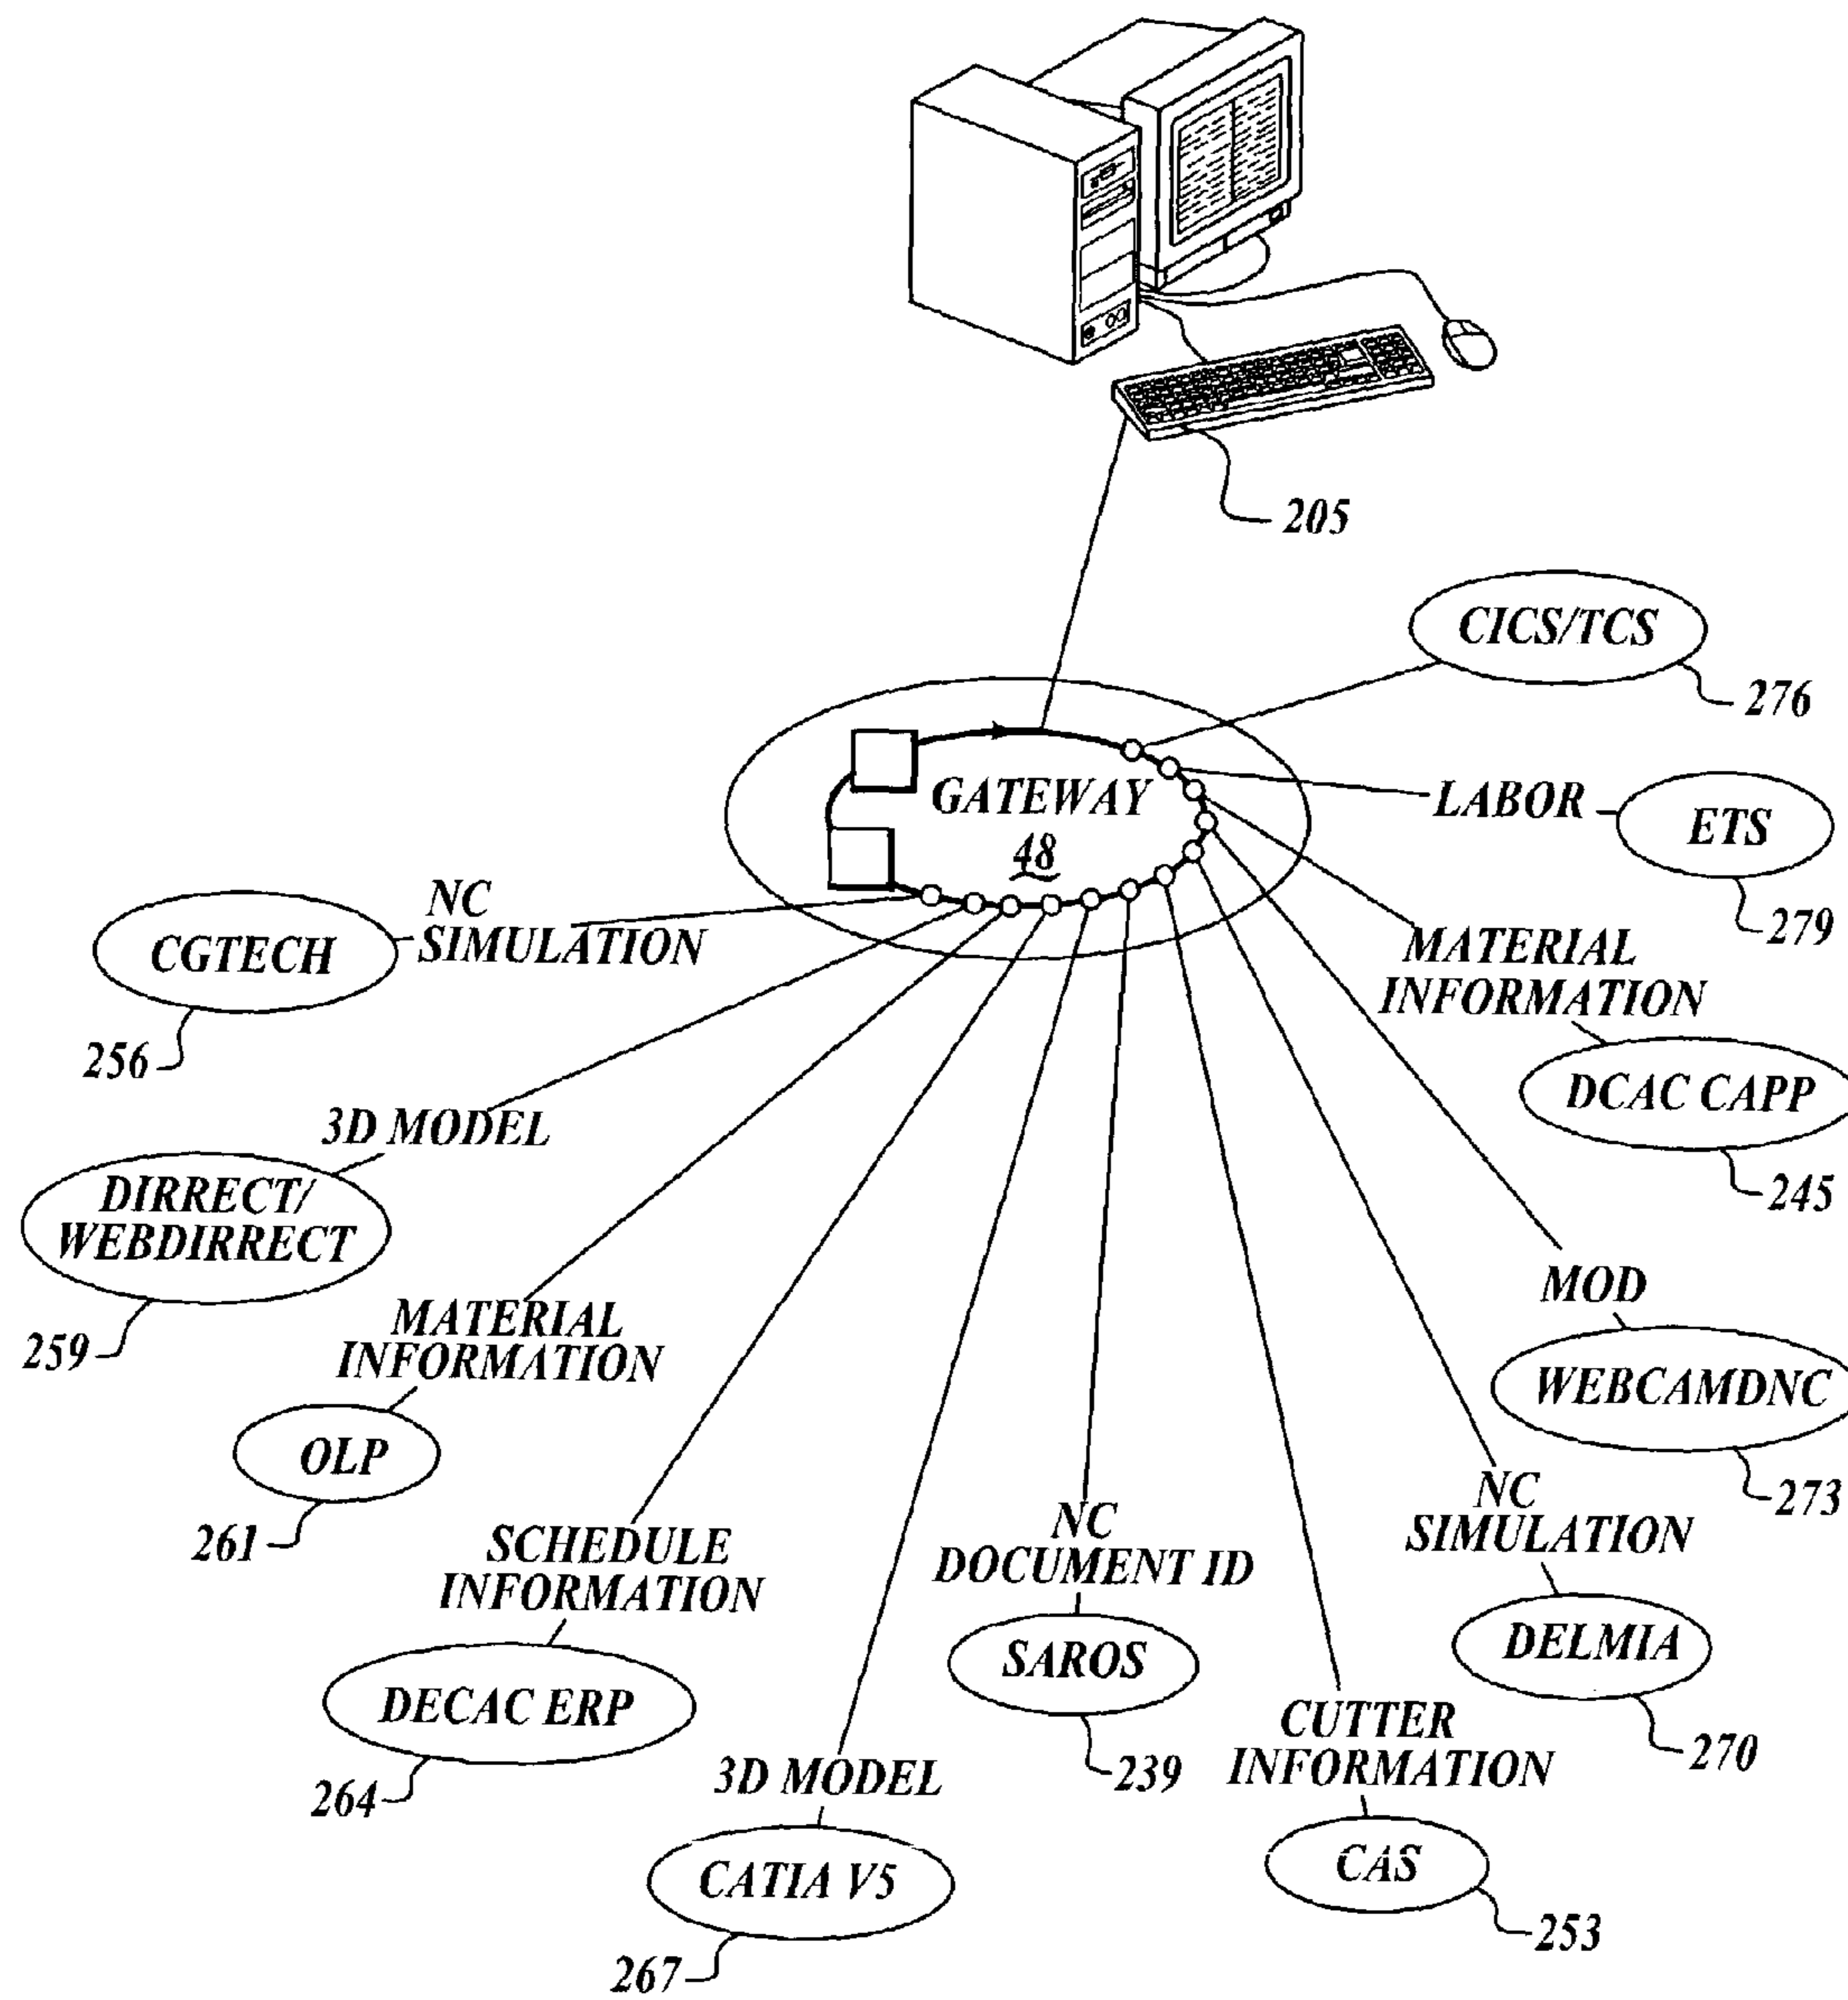 205
CICS/TCS
276
GATEWAY
48
LABOR
ETS
279
NC
SIMULATION
CGTECH
256
MATERIAL
INFORMATION
DCAC CAPP
245
3D MODEL
DIRRECT/
WEBDIRRECT
259
MOD
WEBCAMDNC
273
MATERIAL
INFORMATION
OLP
261
NC
SIMULATION
DELMIA
270
SCHEDULE
INFORMATION
DECAC ERP
264
NC
DOCUMENT ID
SAROS
239
CUTTER
INFORMATION
CAS
253
3D MODEL
CATIA V5
267